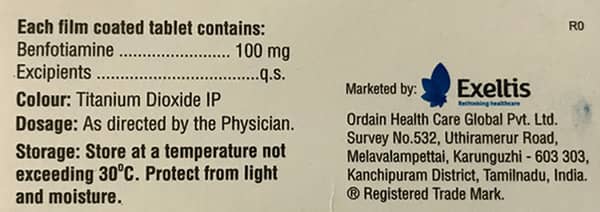 Each film coated tablet contains:
Benfotiamine ........................ 100 mg
Excipients ...................................q.s.
Colour: Titanium Dioxide IP
Dosage: As directed by the Physician.
Storage: Store at a temperature not
exceeding 30⁰C. Protect from light
and moisture.
R0
Marketed by: Exeltis
Rethinking healthcare
Ordain Health Care Global Pvt. Ltd.
Survey No.532, Uthiramerur Road,
Melavalampettai, Karunguzhi - 603 303,
Kanchipuram District, Tamilnadu, India.
® Registered Trade Mark.